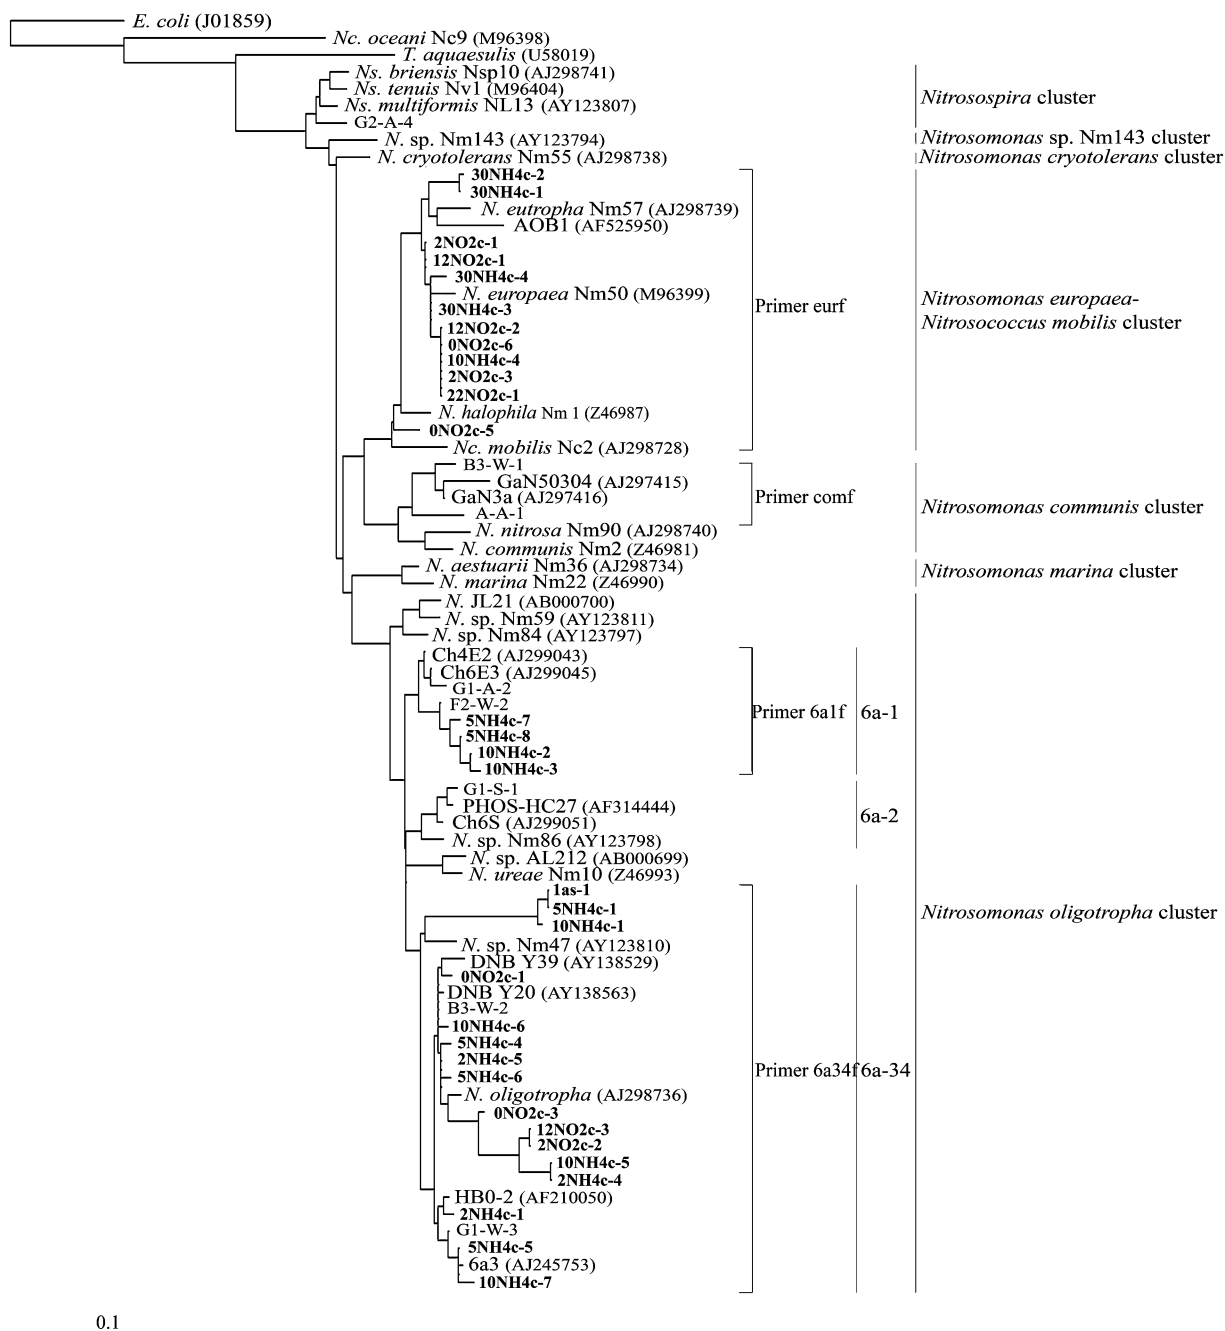 E. coli (J01859)
Nc. oceani Nc9 (M96398)
T. aquaesulis (U58019)
Ns. briensis Nsp10 (AJ298741)
Ns. tenuis Nv1 (M96404)
Ns. multiformis NL13 (AY123807)
G2-A-4
Nitrosospira cluster
N. sp. Nm143 (AY123794)
Nitrosomonas sp. Nm143 cluster
N. cryotolerans Nm55 (AJ298738)
Nitrosomonas cryotolerans cluster
30NH4c-2
30NH4c-1
N. eutropha Nm57 (AJ298739)
AOB1 (AF525950)
2NO2c-1
12NO2c-1
30NH4c-4
N. europaea Nm50 (M96399)
30NH4c-3
12NO2c-2
0NO2c-6
10NH4c-4
2NO2c-3
22NO2c-1
N. halophila Nm 1 (Z46987)
0NO2c-5
Nc. mobilis Nc2 (AJ298728)
Primer eurf
Nitrosomonas europaea-
Nitrosococcus mobilis cluster
B3-W-1
GaN50304 (AJ297415)
GaN3a (AJ297416)
A-A-1
Primer comf
N. nitrosa Nm90 (AJ298740)
N. communis Nm2 (Z46981)
Nitrosomonas communis cluster
N. aestuarii Nm36 (AJ298734)
N. marina Nm22 (Z46990)
Nitrosomonas marina cluster
N. JL21 (AB000700)
N. sp. Nm59 (AY123811)
N. sp. Nm84 (AY123797)
Ch4E2 (AJ299043)
Ch6E3 (AJ299045)
G1-A-2
F2-W-2
5NH4c-7
5NH4c-8
10NH4c-2
10NH4c-3
Primer 6a1f
6a-1
G1-S-1
PHOS-HC27 (AF314444)
Ch6S (AJ299051)
N. sp. Nm86 (AY123798)
6a-2
N. sp. AL212 (AB000699)
N. ureae Nm10 (Z46993)
1as-1
5NH4c-1
10NH4c-1
Nitrosomonas oligotropha cluster
N. sp. Nm47 (AY123810)
DNB Y39 (AY138529)
0NO2c-1
DNB Y20 (AY138563)
B3-W-2
10NH4c-6
5NH4c-4
2NH4c-5
5NH4c-6
Primer 6a34f
6a-34
N. oligotropha (AJ298736)
0NO2c-3
12NO2c-3
2NO2c-2
10NH4c-5
2NH4c-4
HB0-2 (AF210050)
2NH4c-1
G1-W-3
5NH4c-5
6a3 (AJ245753)
10NH4c-7
0.1